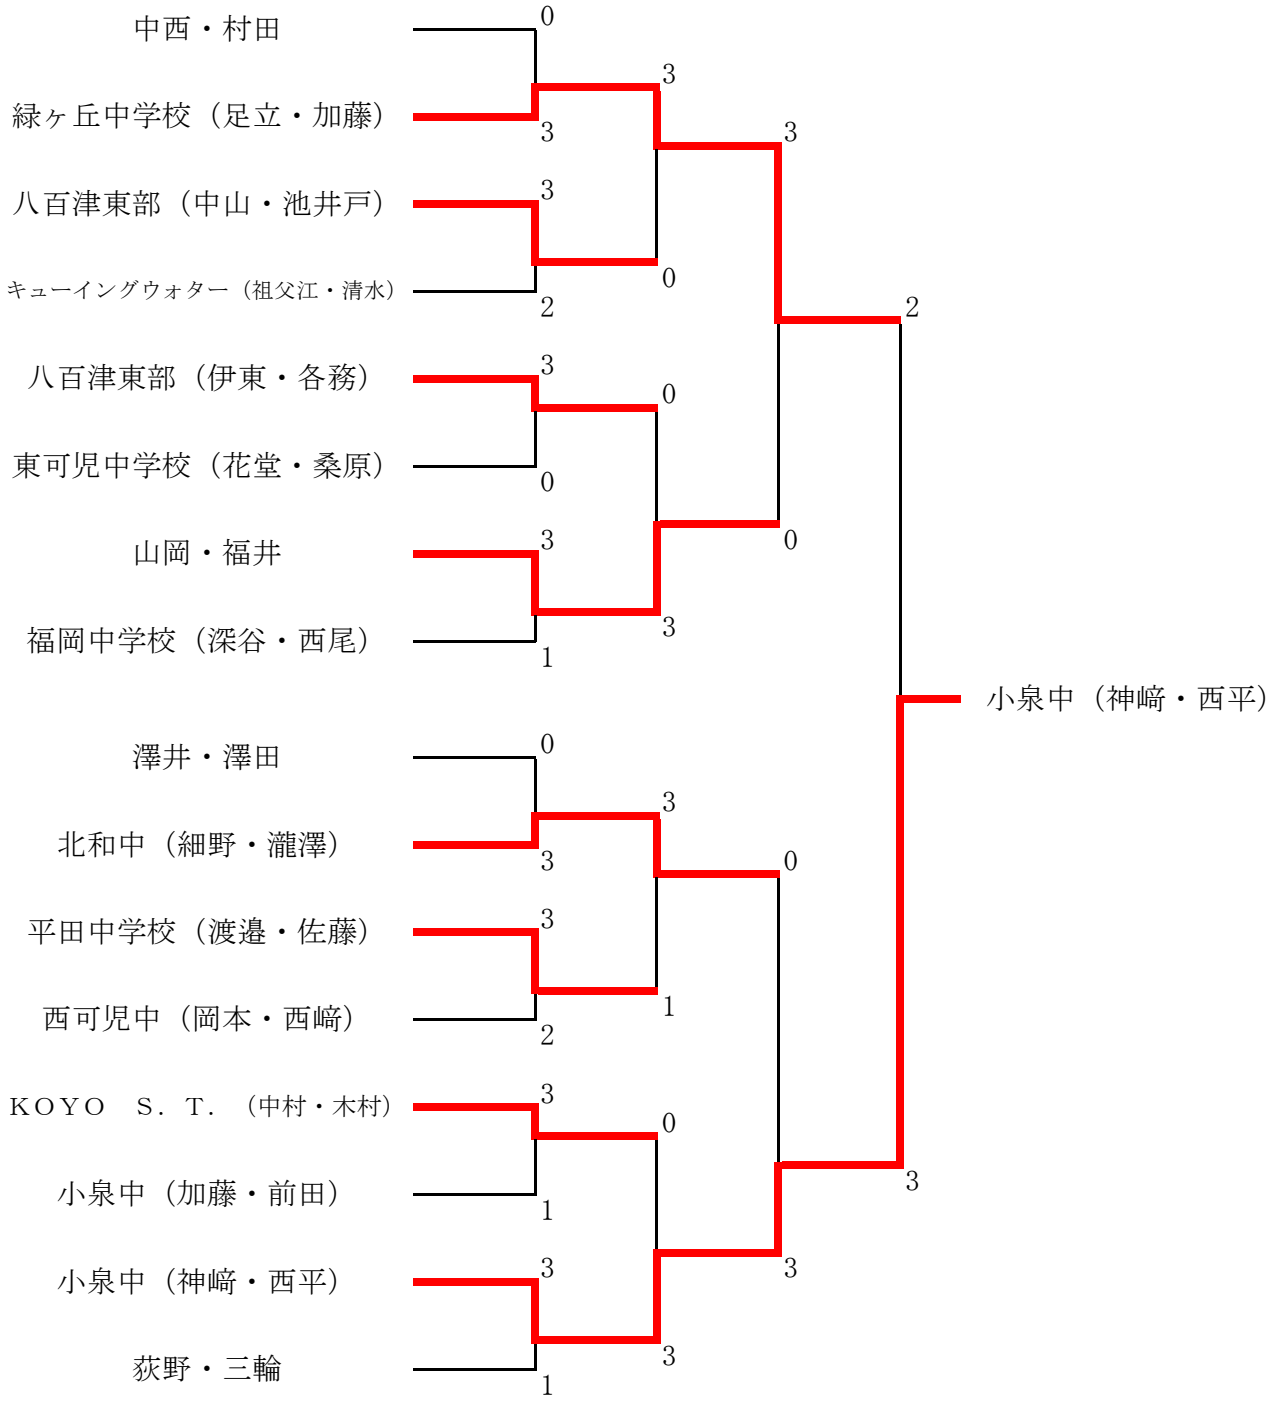 中西・村田
0
3
緑ヶ丘中学校（足立・加藤）
3
3
八百津東部（中山・池井戸）
3
0
キューイングウォター（祖父江・清水）
2
2
八百津東部（伊東・各務）
3
0
東可児中学校（花堂・桑原）
0
0
山岡・福井
3
3
福岡中学校（深谷・西尾）
1
小泉中（神﨑・西平）
澤井・澤田
0
3
北和中（細野・瀧澤）
3
0
平田中学校（渡邉・佐藤）
3
1
西可児中（岡本・西﨑）
2
KOYO　S．T．（中村・木村）
3
0
小泉中（加藤・前田）
1
3
小泉中（神﨑・西平）
3
3
3
荻野・三輪
1